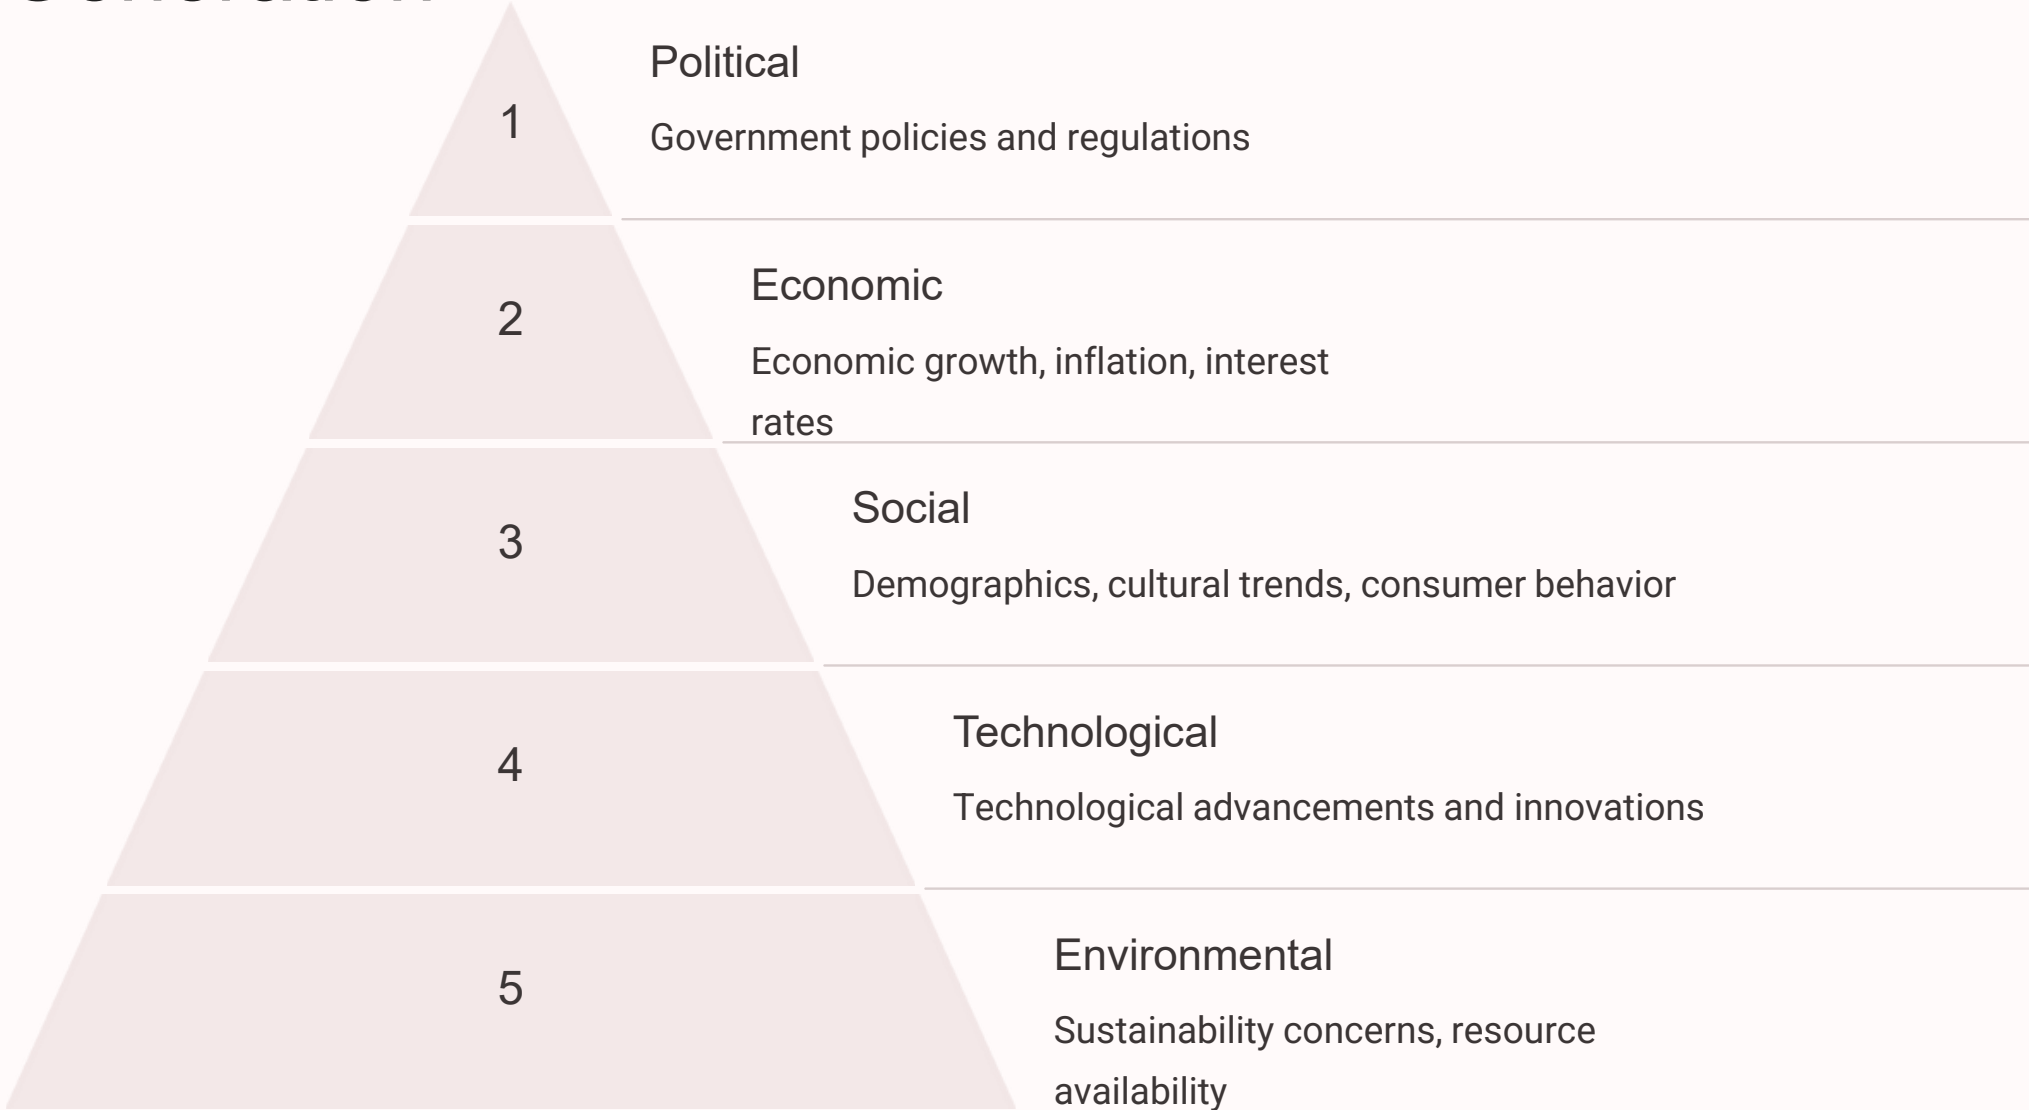 1
Political
Government policies and regulations
2
Economic
Economic growth, inflation, interest
rates
3
Social
Demographics, cultural trends, consumer behavior
4
Technological
Technological advancements and innovations
5
Environmental
Sustainability concerns, resource
availability